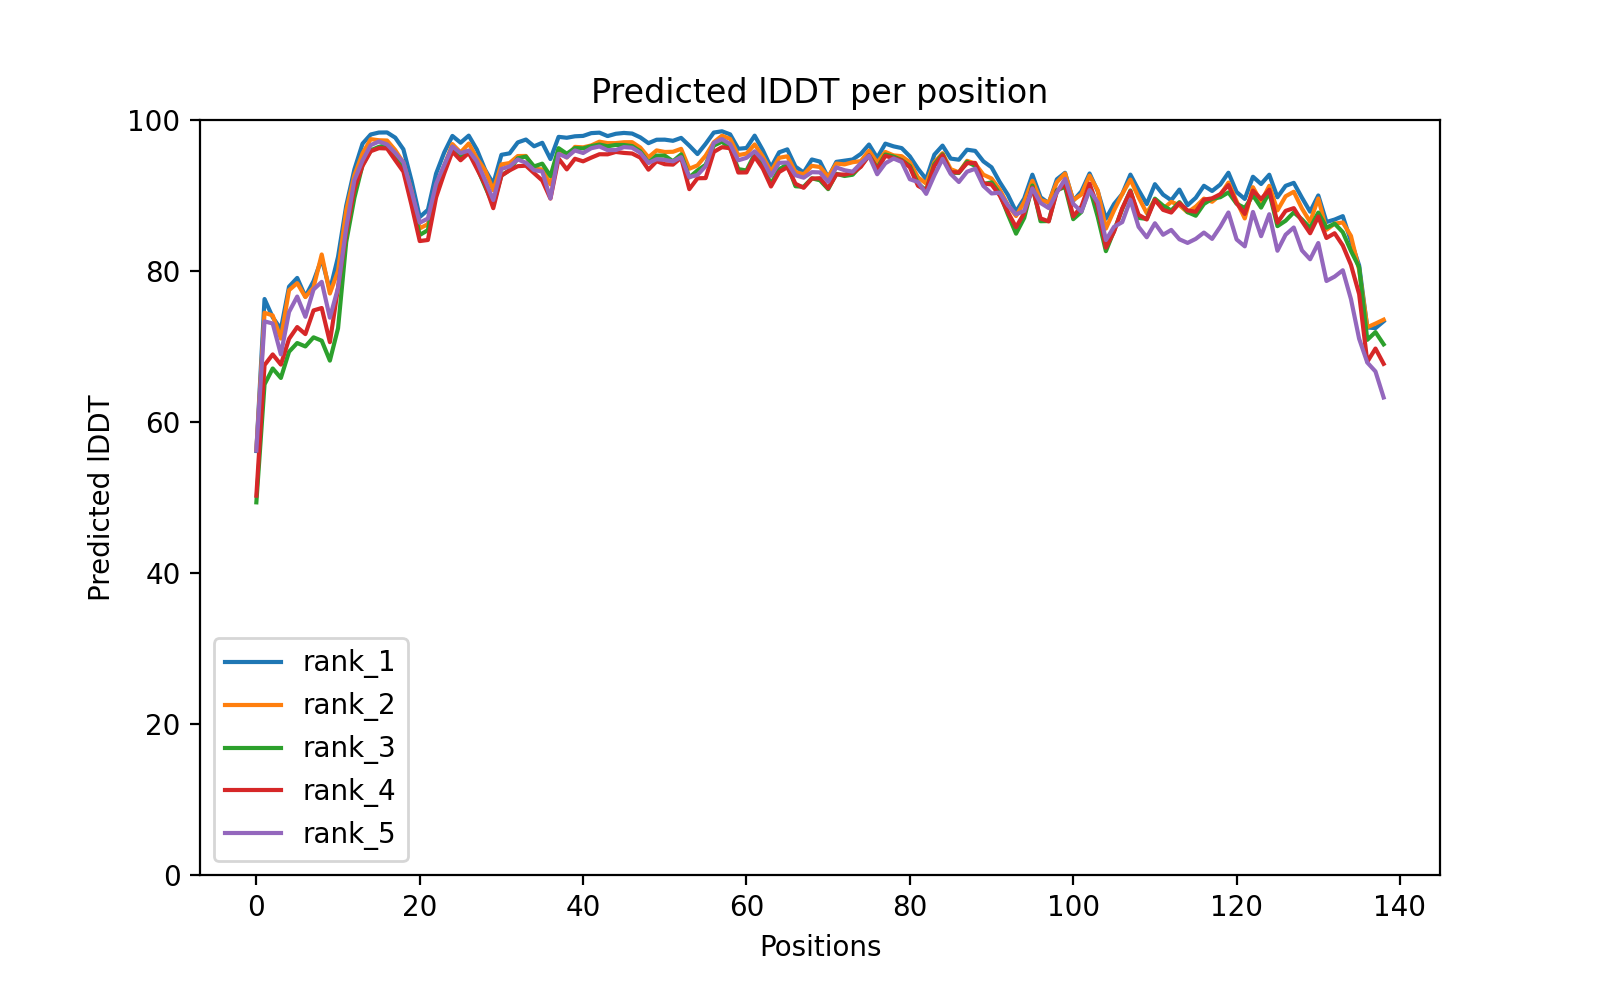 Predicted lDDT per position
100
80
60
40
20
0
Predicted lDDT
rank_1
rank_2
rank_3
rank_4
rank_5
0 20 40 60 80 100 120 140
Positions